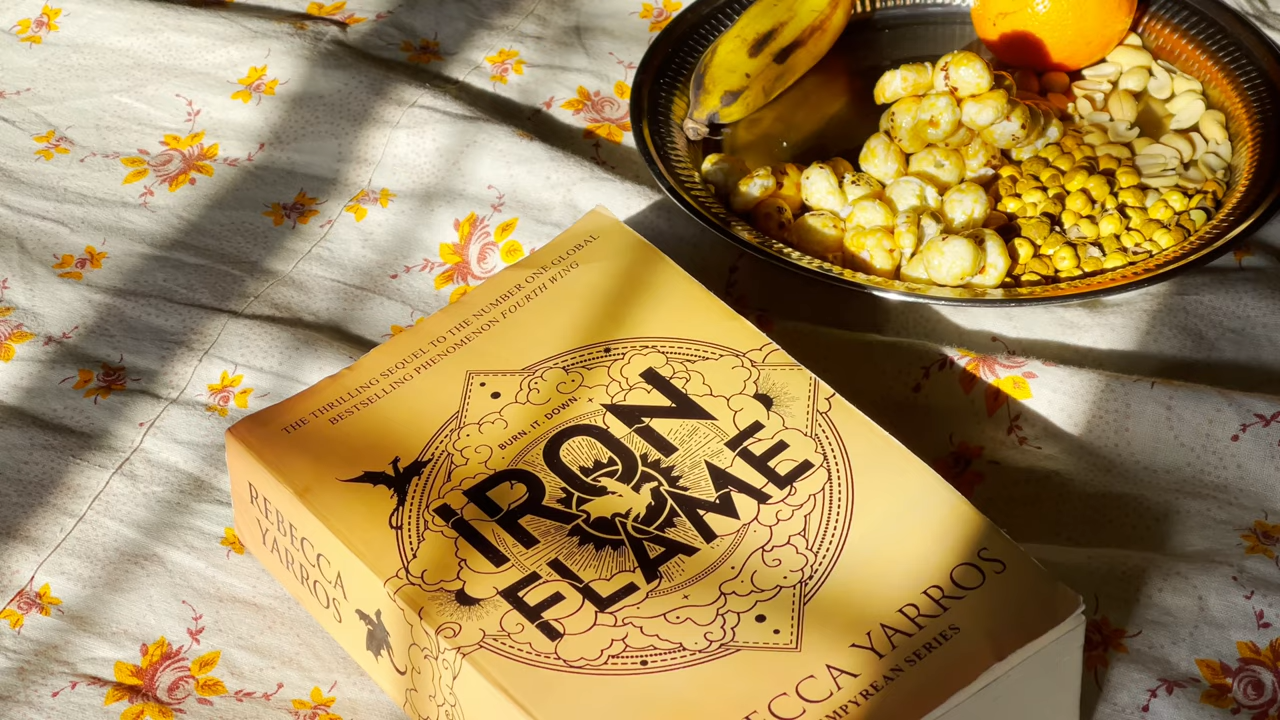 THE THRILLING SEQUEL TO THE NUMBER ONE GLOBAL
BESTSELLING PHENOMENON FOURTH WING
BURN. IT. DOWN.
IRON
FLAME
ECCA YARROS
MPYREAN SERIES
REBECCA
YARROS